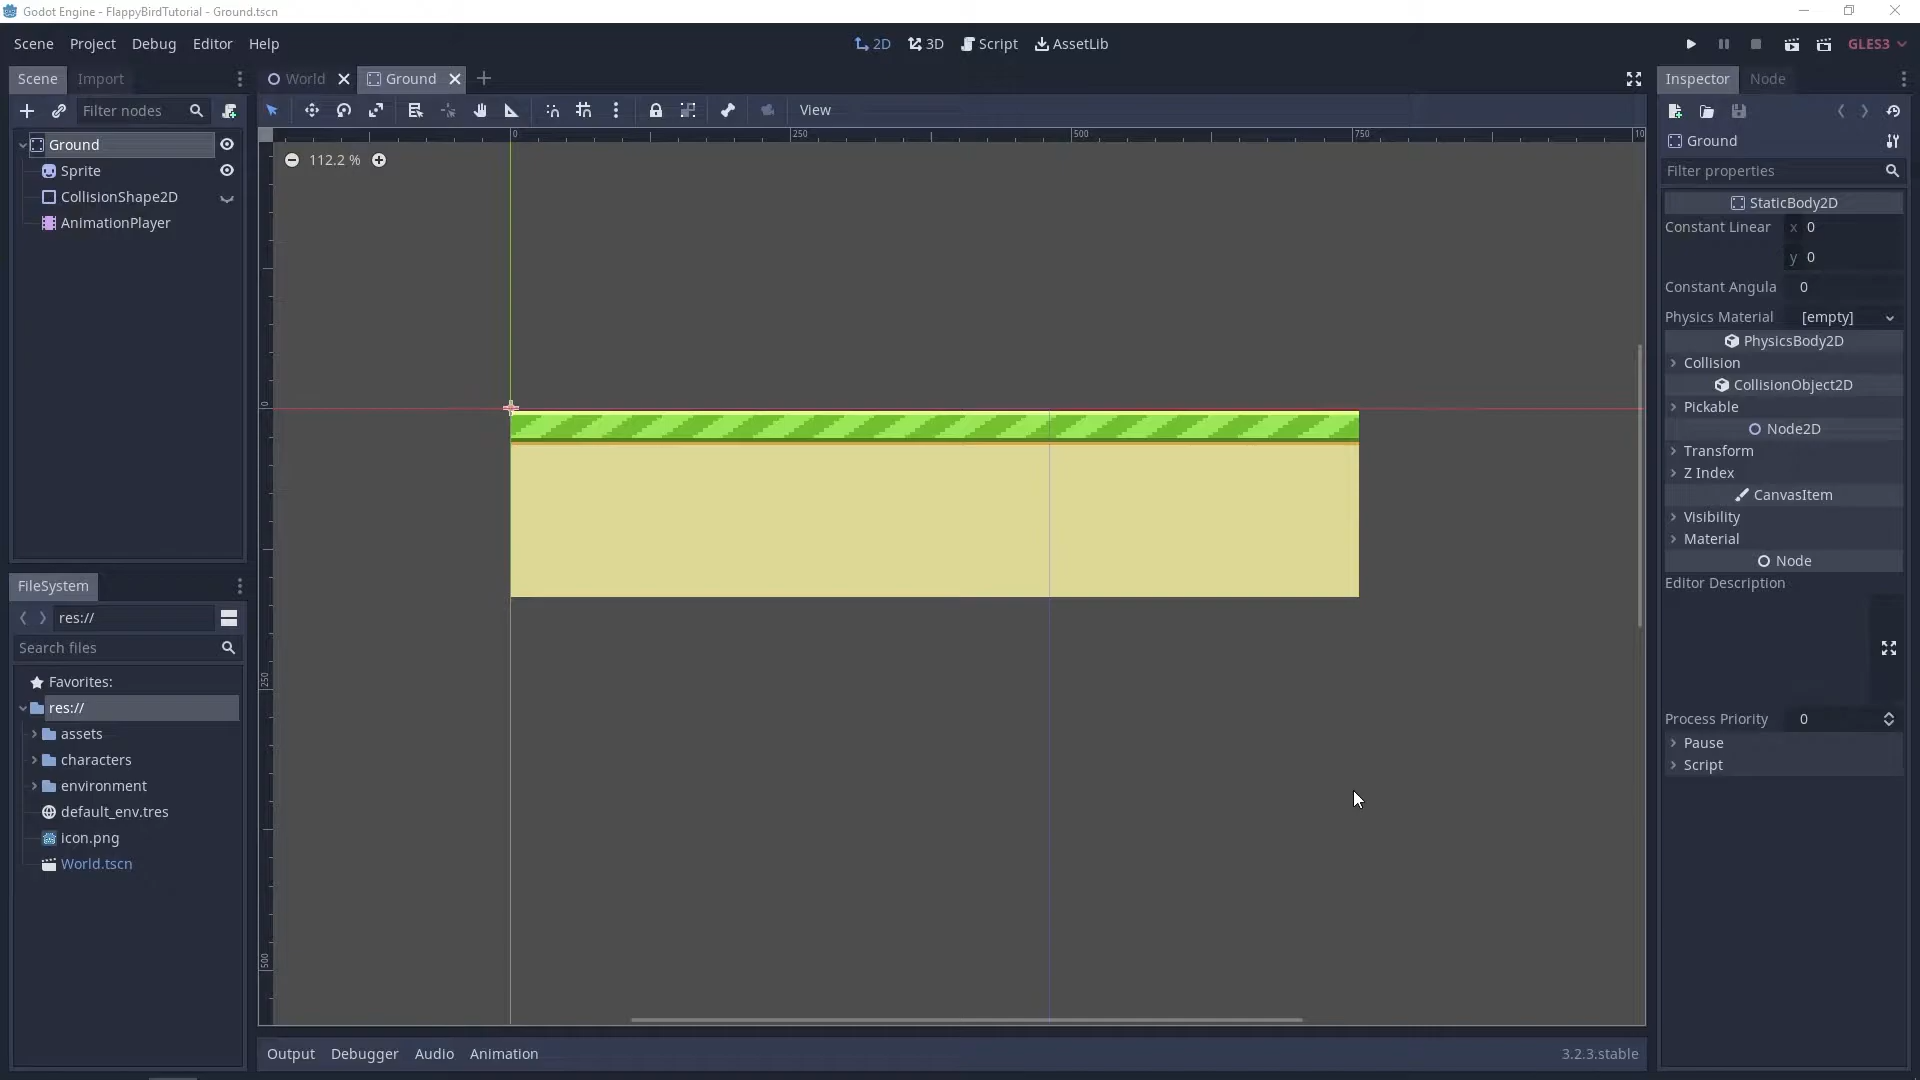 Godot Engine - FlappyBirdTutorial - Ground.tscn
Scene Project Debug Editor Help 2D 3D Script AssetLib GLES3
Scene Import World Ground Inspector Node
Filter nodes View
Ground
Sprite
CollisionShape2D
AnimationPlayer
0 250 500 750 10
112.2 %
0
250
500
FileSystem
res://
Search files
Favorites:
res://
assets
characters
environment
default_env.tres
icon.png
World.tscn
Ground
Filter properties
StaticBody2D
Constant Linear x 0
y 0
Constant Angula 0
Physics Material [empty]
PhysicsBody2D
Collision
CollisionObject2D
Pickable
Node2D
Transform
Z Index
CanvasItem
Visibility
Material
Node
Editor Description
Process Priority 0
Pause
Script
Output Debugger Audio Animation 3.2.3.stable